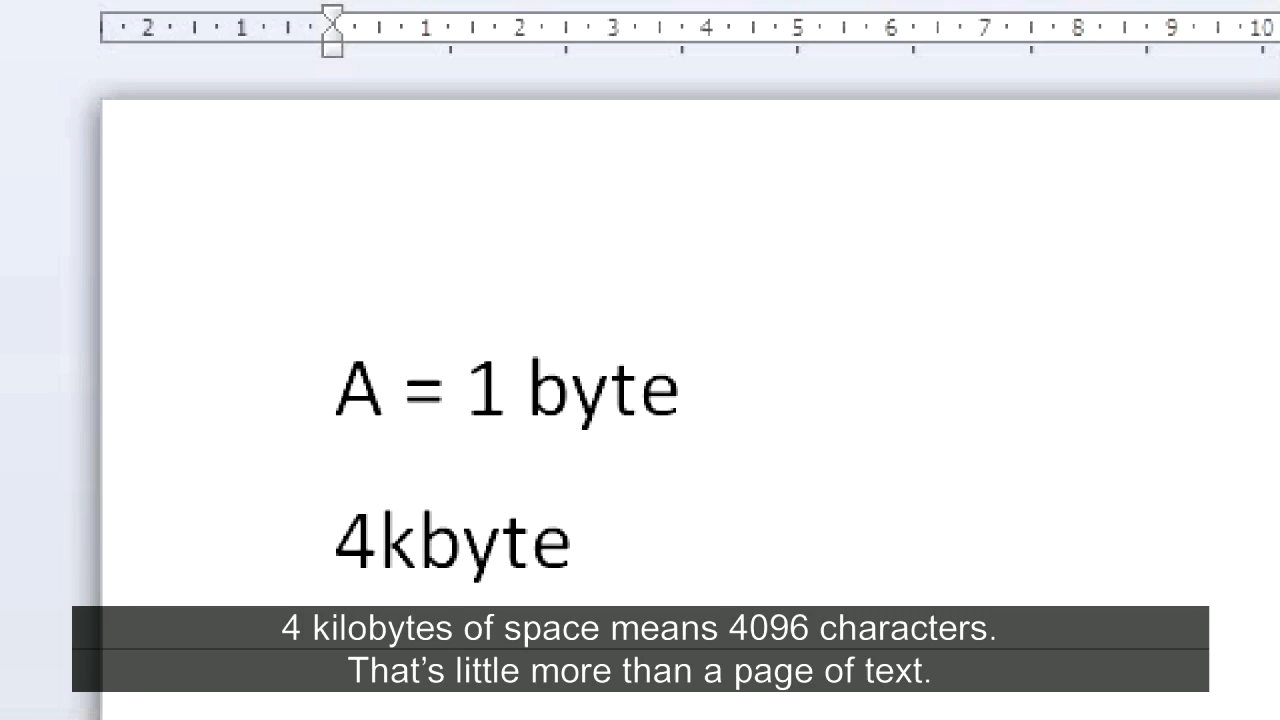 2 1 1 2 3 4 5 6 7 8 9 10
A = 1 byte
4kbyte
4 kilobytes of space means 4096 characters.
That’s little more than a page of text.